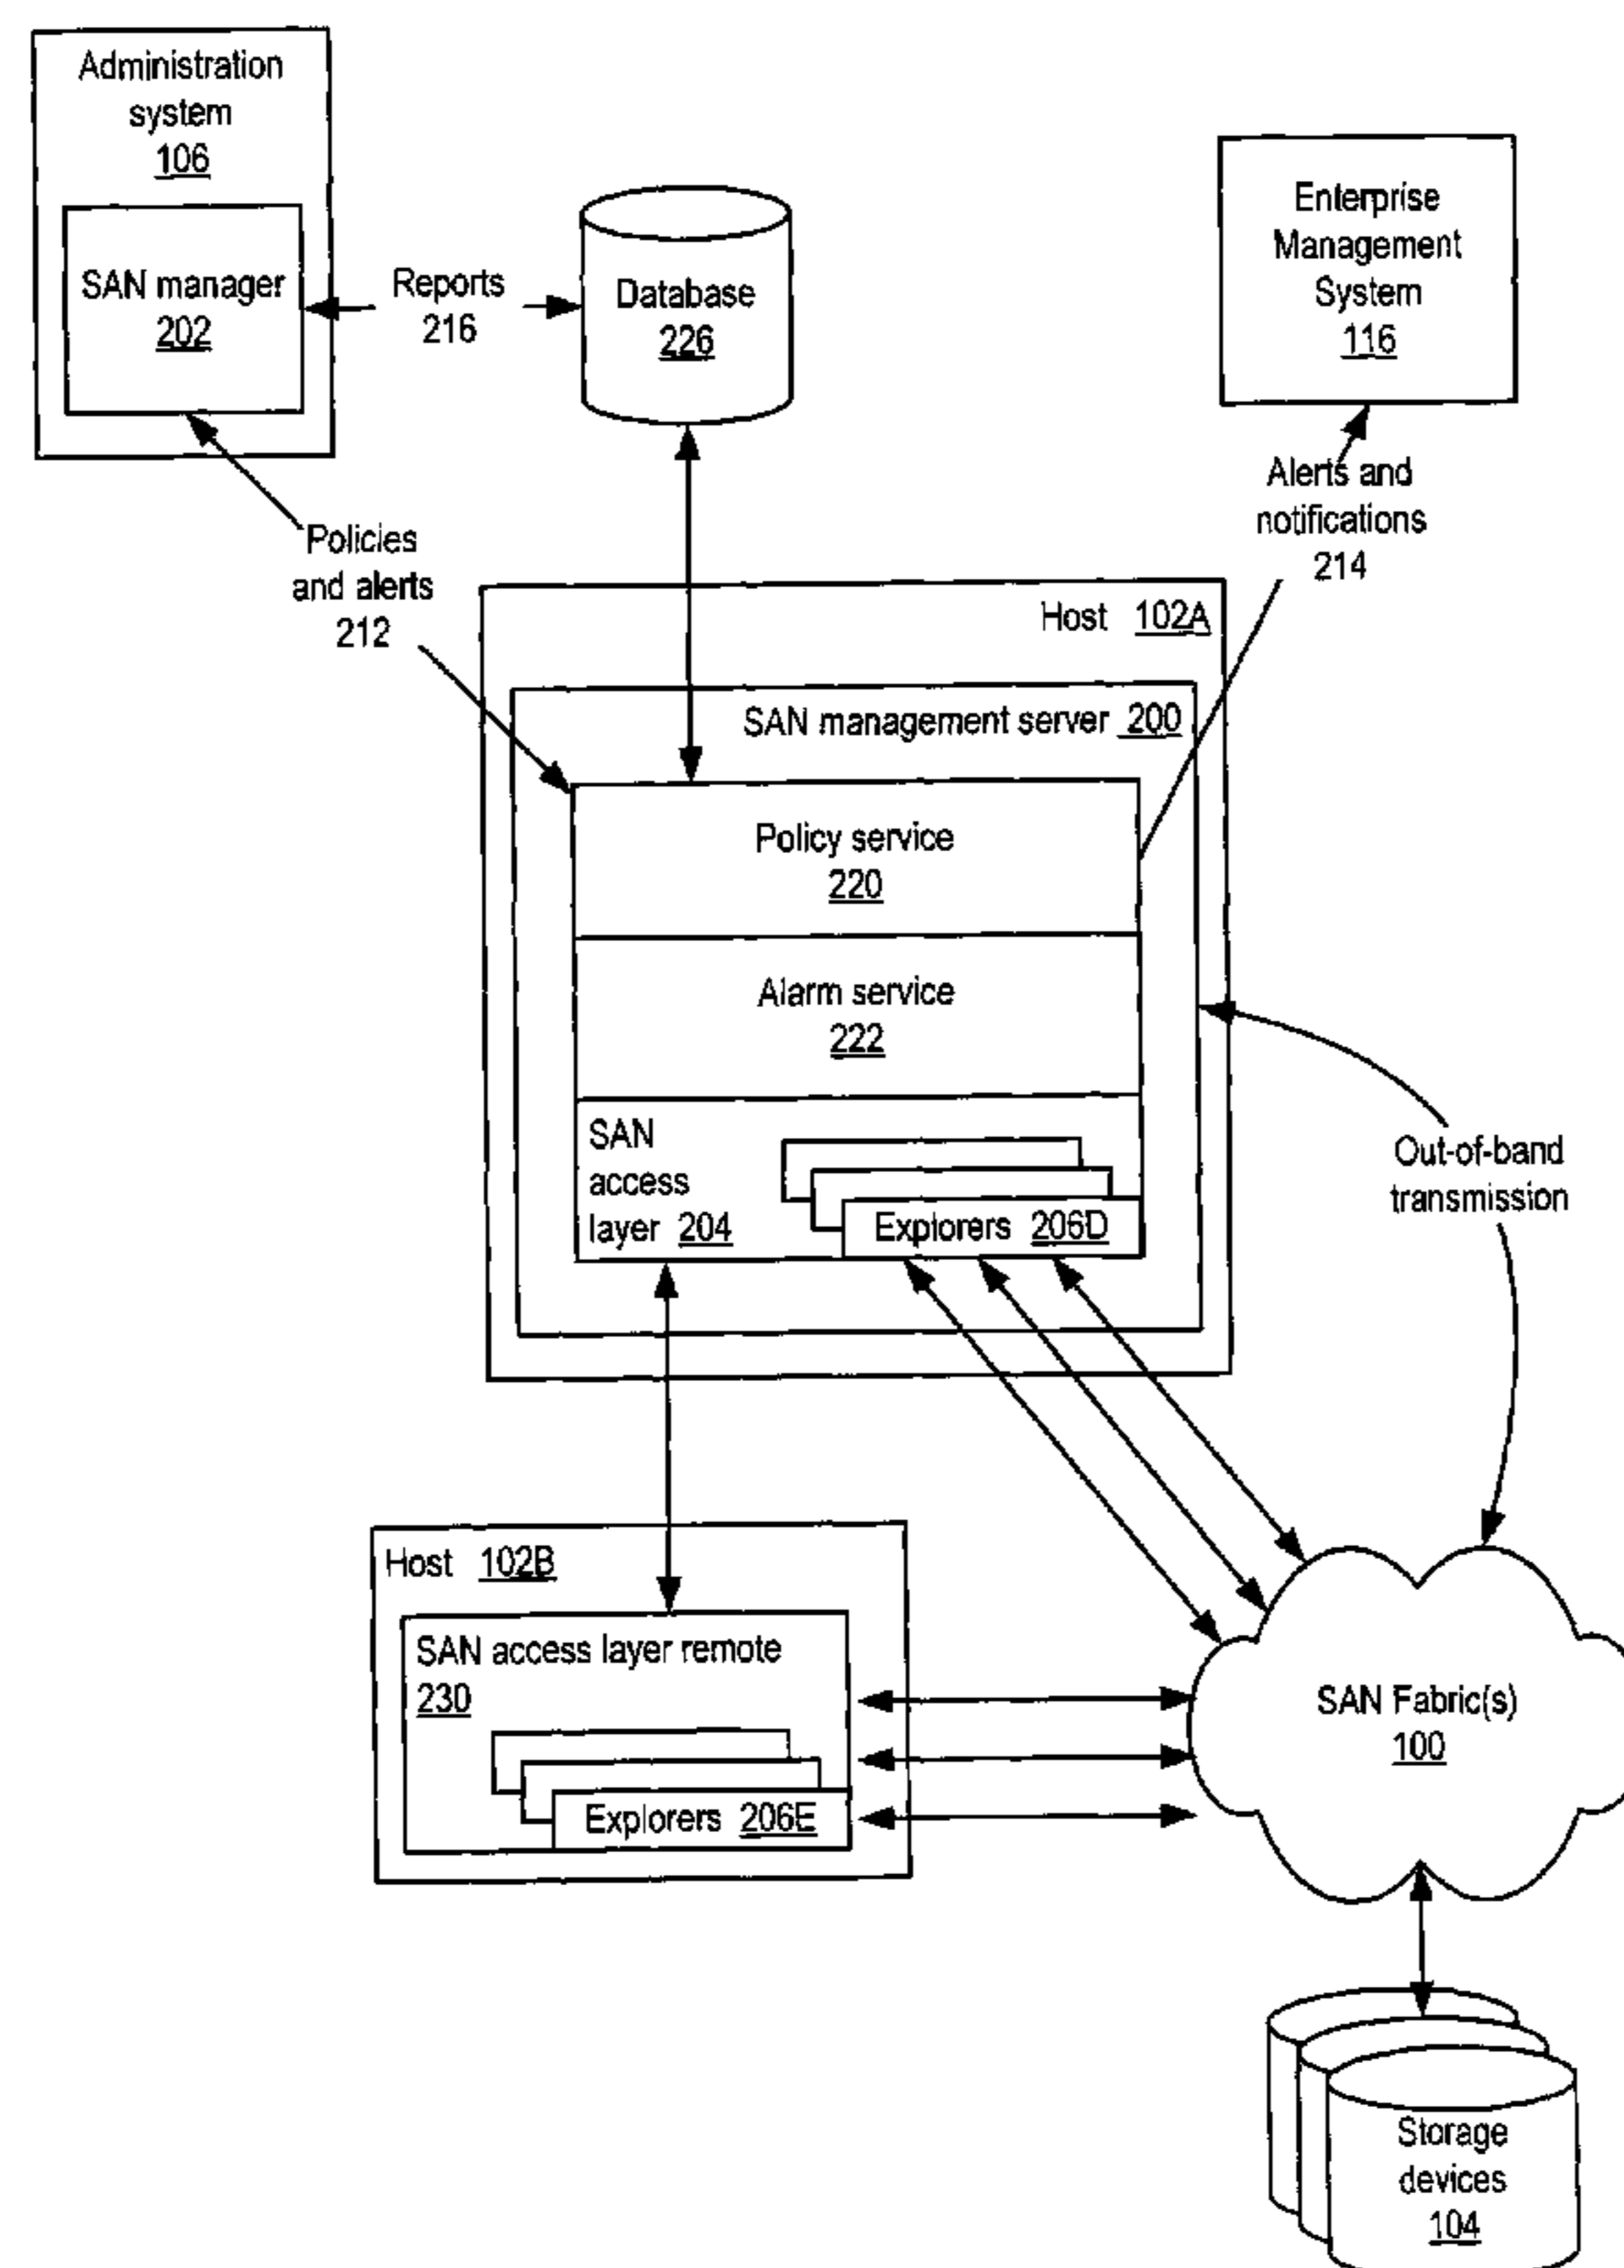 Administration
system
106
SAN manager
202
Reports
216
Database
226
Enterprise
Management
System
116
Alerts and
notifications
214
Policies
and alerts
212
Host 102A
SAN management server 200
Policy service
220
Alarm service
222
SAN
access
layer 204
Explorers 206D
Out-of-band
transmission
Host 102B
SAN access layer remote
230
Explorers 206E
SAN Fabric(s)
100
Storage
devices
104